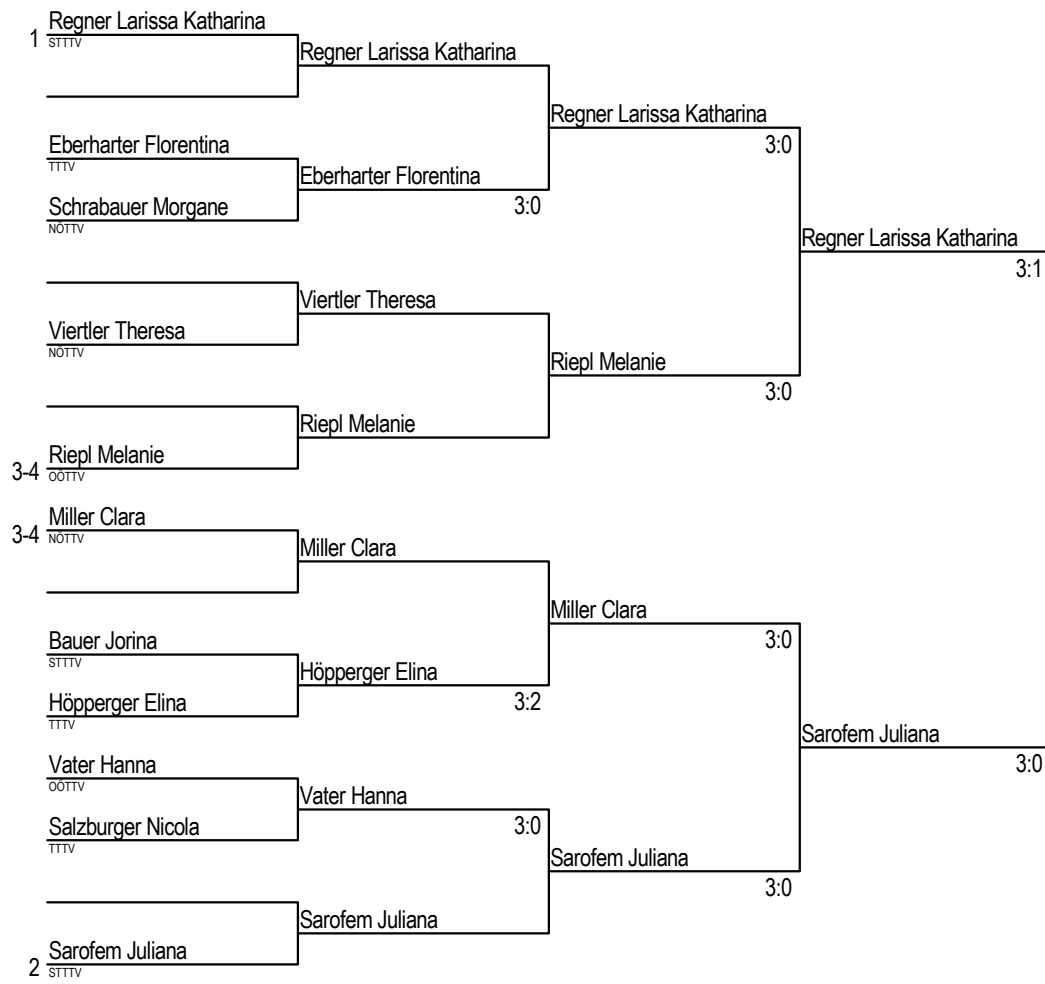 Regner Larissa Katharina
1
STTTV
Regner Larissa Katharina
Regner Larissa Katharina
3:0
Eberharter Florentina
TTTV
Eberharter Florentina
3:0
Schrabauer Morgane
NÖTTV
Regner Larissa Katharina
3:1
Viertler Theresa
Viertler Theresa
NÖTTV
Riepl Melanie
3:0
Riepl Melanie
Riepl Melanie
3-4
OÖTTV
Miller Clara
3-4
NÖTTV
Miller Clara
Miller Clara
3:0
Bauer Jorina
STTTV
Höpperger Elina
3:2
Höpperger Elina
TTTV
Sarofem Juliana
3:0
Vater Hanna
OÖTTV
Vater Hanna
3:0
Salzburger Nicola
TTTV
Sarofem Juliana
3:0
Sarofem Juliana
Sarofem Juliana
2
STTTV